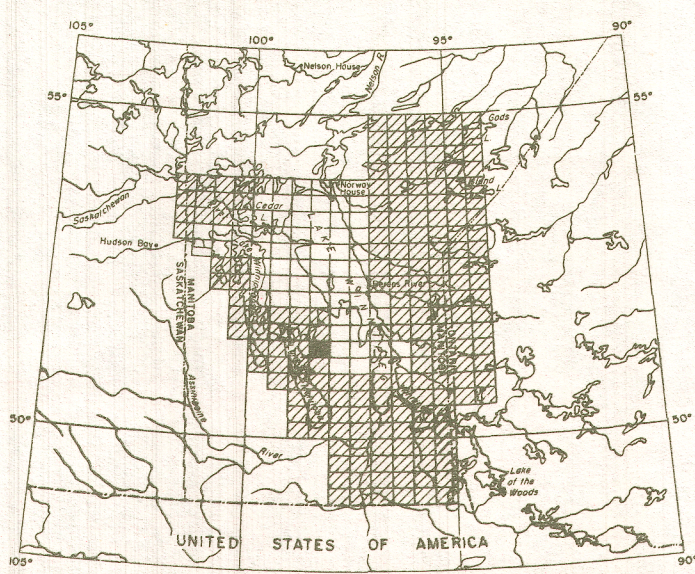 105°
100°
95°
90°
Nelson House
Nelson R.
55°
55°
Gods
L.
Norway
House
Island
L.
Cedar
L.
Saskatchewan
LAKE
Hudson Bay
MANITOBA
SASKATCHEWAN
Berens River
ONTARIO
MANITOBA
Assiniboine
50°
50°
River
Lake
of the
Woods
UNITED STATES OF AMERICA
105°
90°